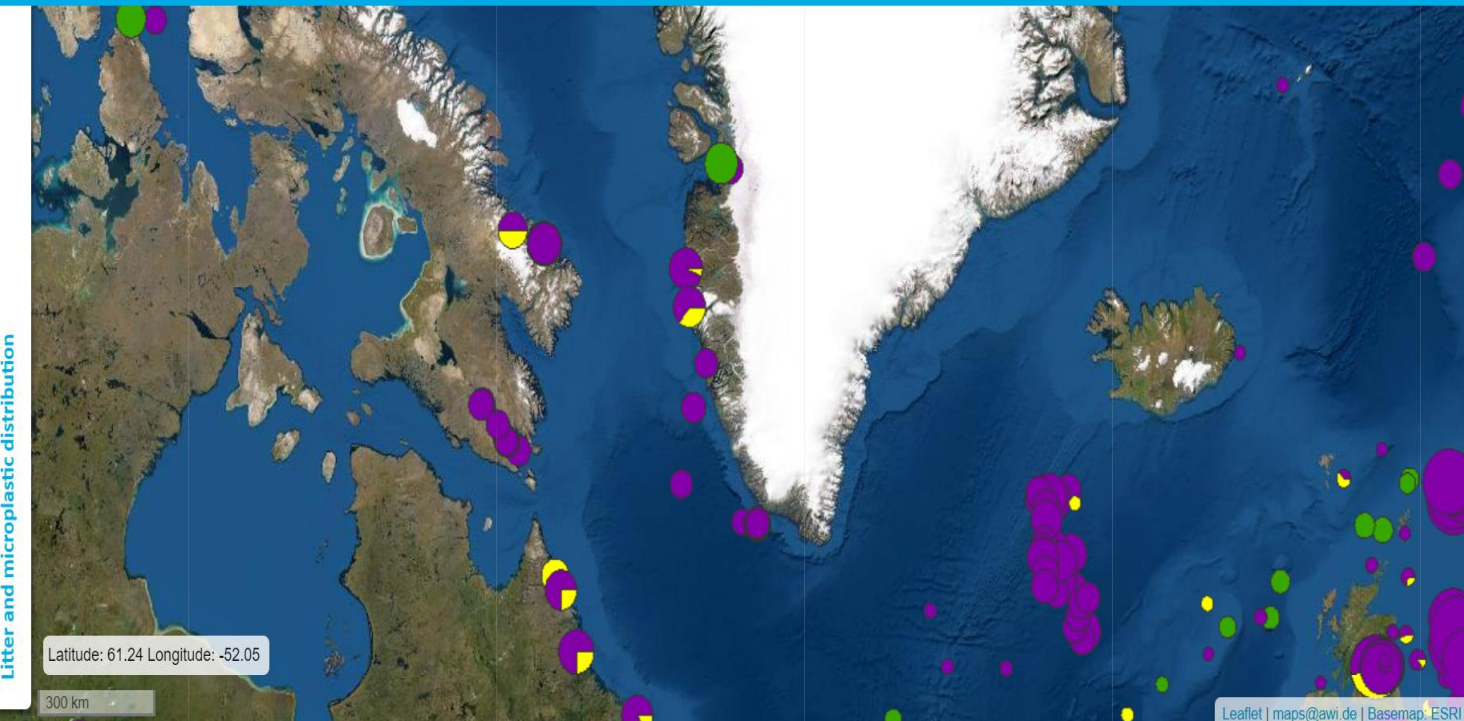 Litter and microplastic distribution
Latitude: 61.24 Longitude: -52.05
300 km
Leaflet | maps@awi.de | Basemap: ESRI